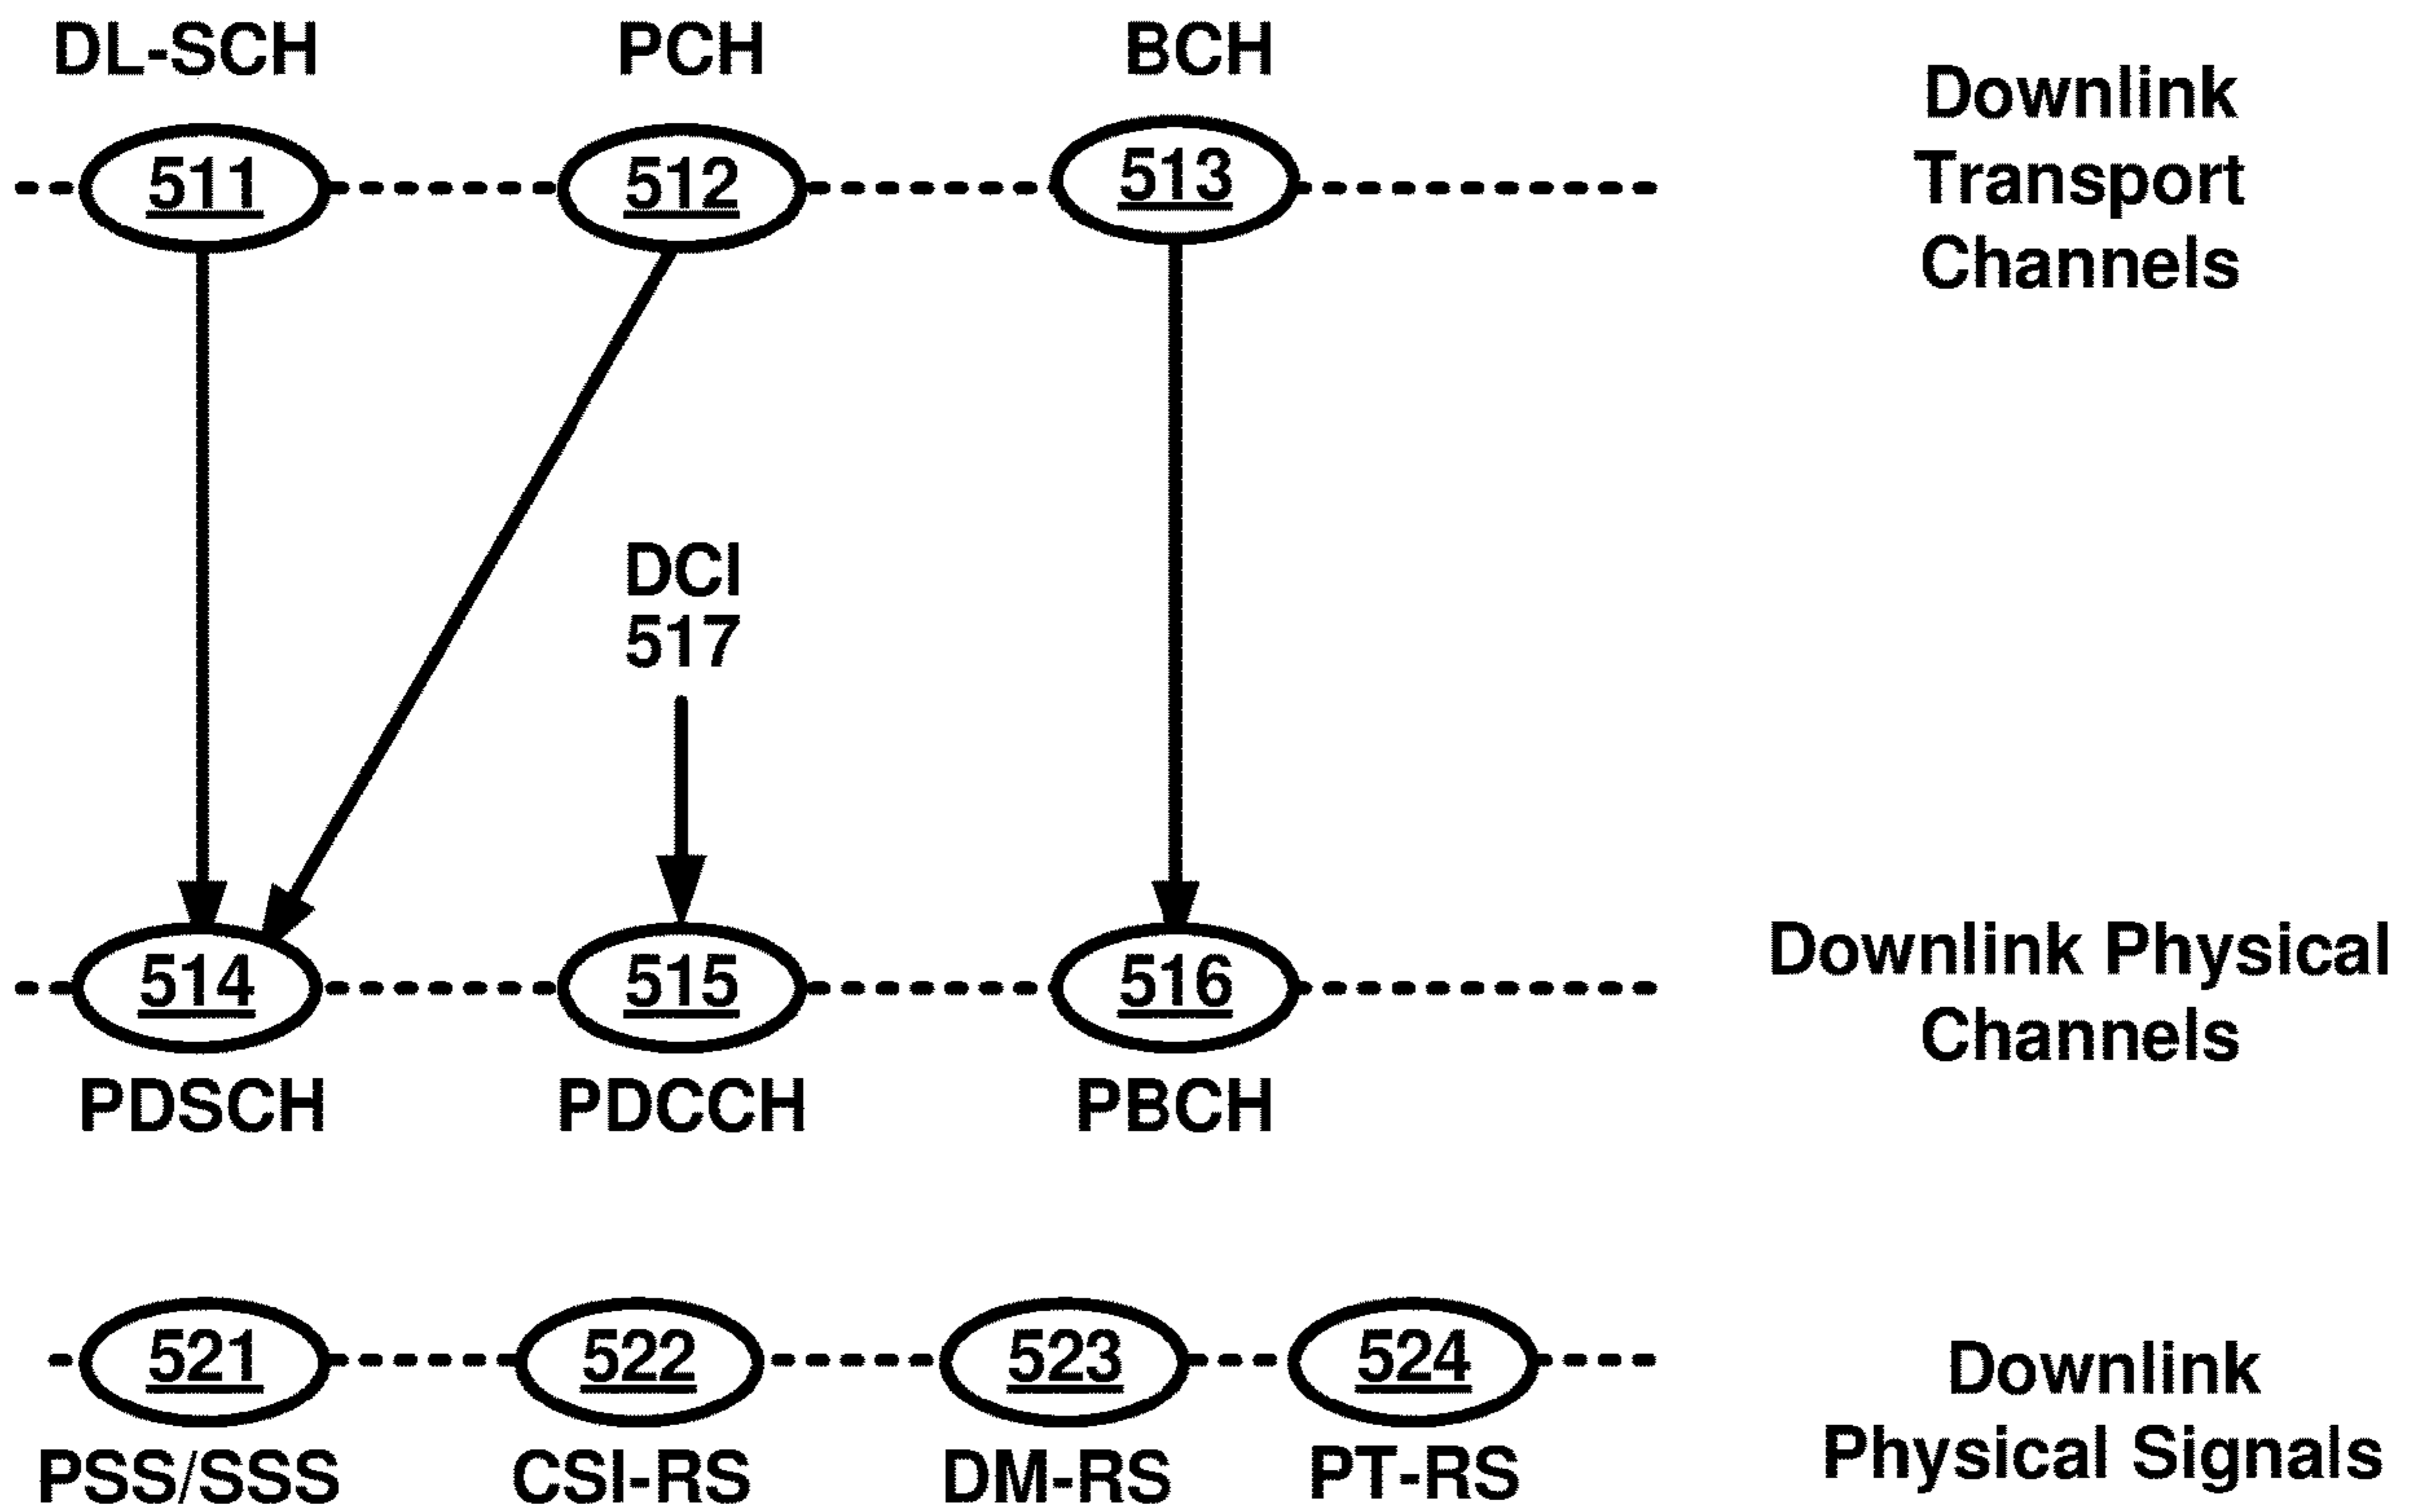 DL-SCH PCH BCH
Downlink
Transport
Channels
511 512 513
DCI
517
514 515 516
Downlink Physical
Channels
PDSCH PDCCH PBCH
521 522 523 524
Downlink
Physical Signals
PSS/SSS CSI-RS DM-RS PT-RS